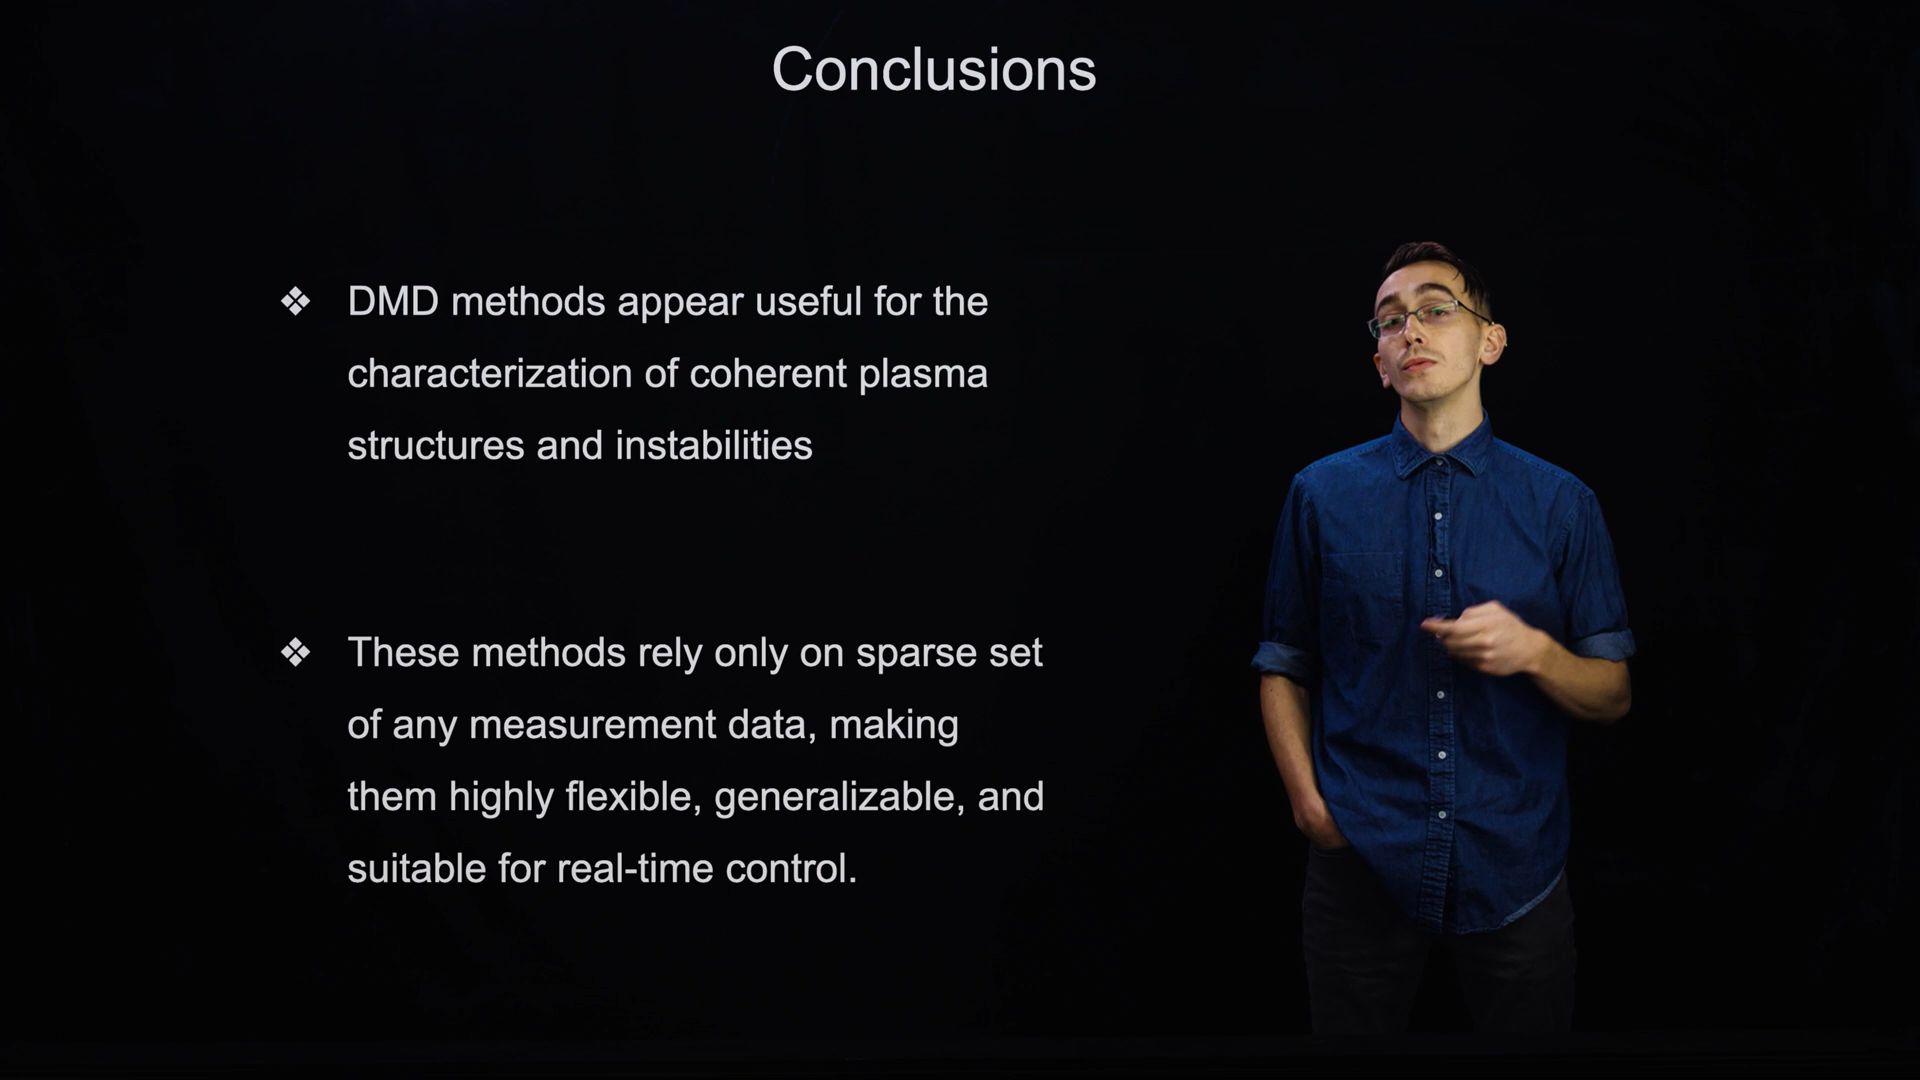 Conclusions
❖ DMD methods appear useful for the
characterization of coherent plasma
structures and instabilities
❖ These methods rely only on sparse set
of any measurement data, making
them highly flexible, generalizable, and
suitable for real-time control.